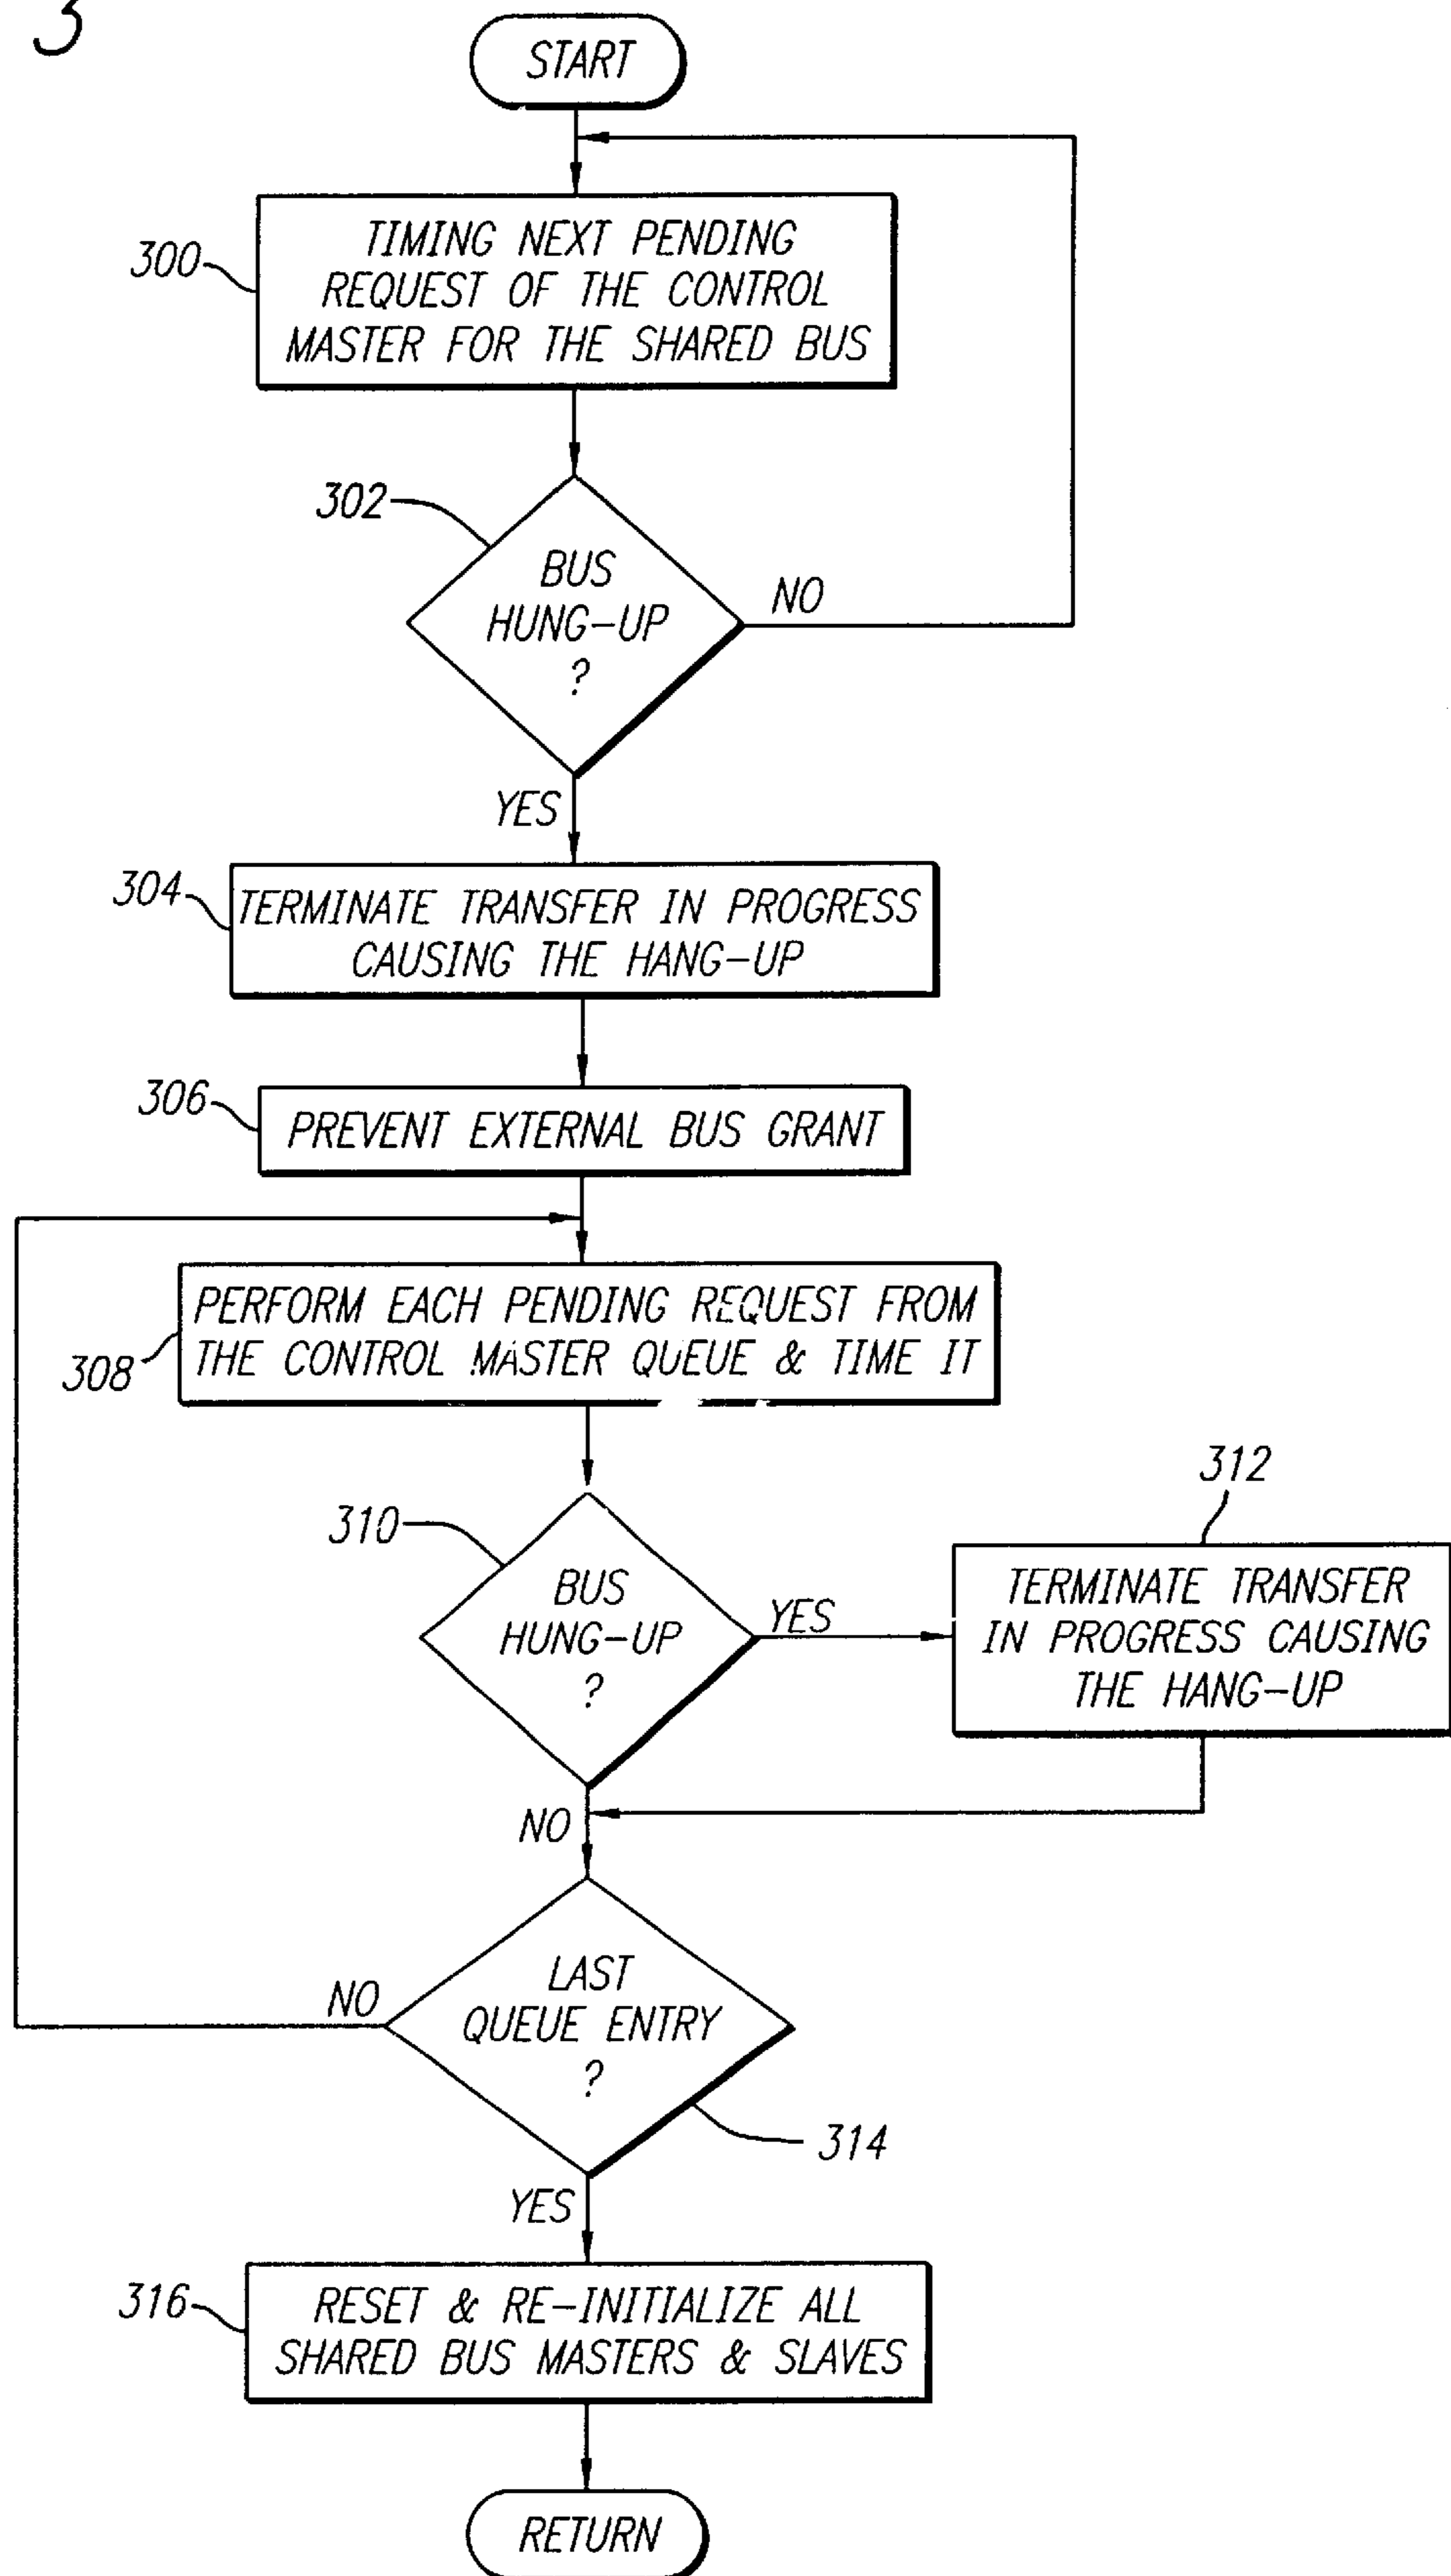 3
START
300
TIMING NEXT PENDING
REQUEST OF THE CONTROL
MASTER FOR THE SHARED BUS
302
BUS
HUNG-UP
?
NO
YES
304
TERMINATE TRANSFER IN PROGRESS
CAUSING THE HANG-UP
306
PREVENT EXTERNAL BUS GRANT
308
PERFORM EACH PENDING REQUEST FROM
THE CONTROL MASTER QUEUE & TIME IT
310
BUS
HUNG-UP
?
YES
312
TERMINATE TRANSFER
IN PROGRESS CAUSING
THE HANG-UP
NO
LAST
QUEUE ENTRY
?
NO
314
YES
316
RESET & RE-INITIALIZE ALL
SHARED BUS MASTERS & SLAVES
RETURN